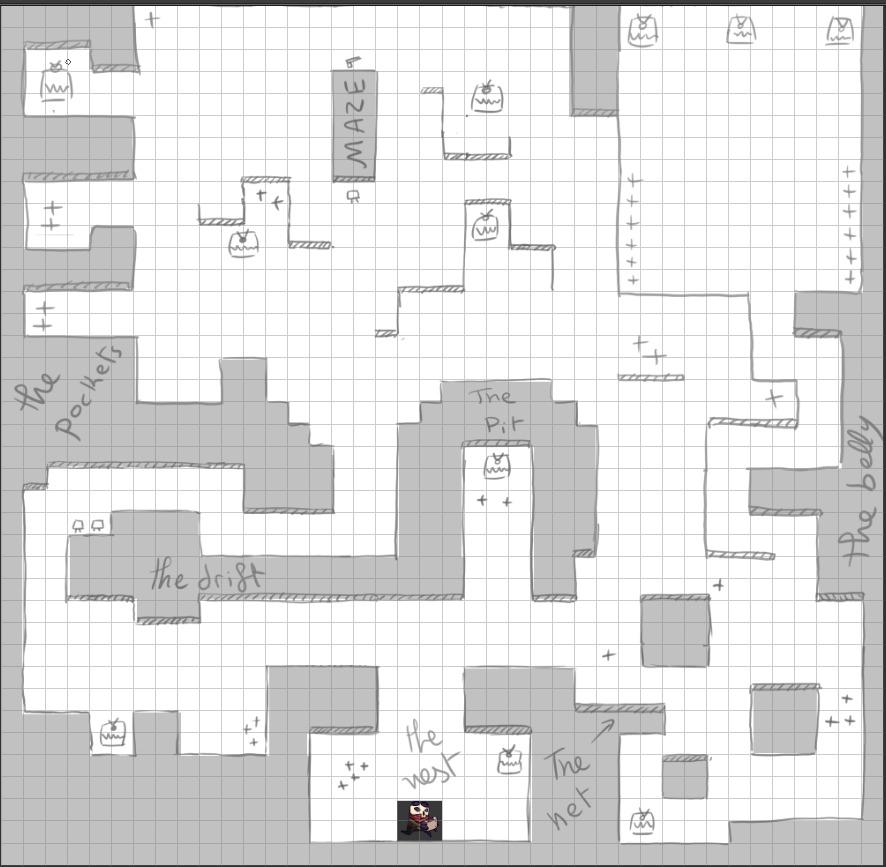 MAZE
the
Pockets
The
Pit
the belly
the drift
the
nest
The
net